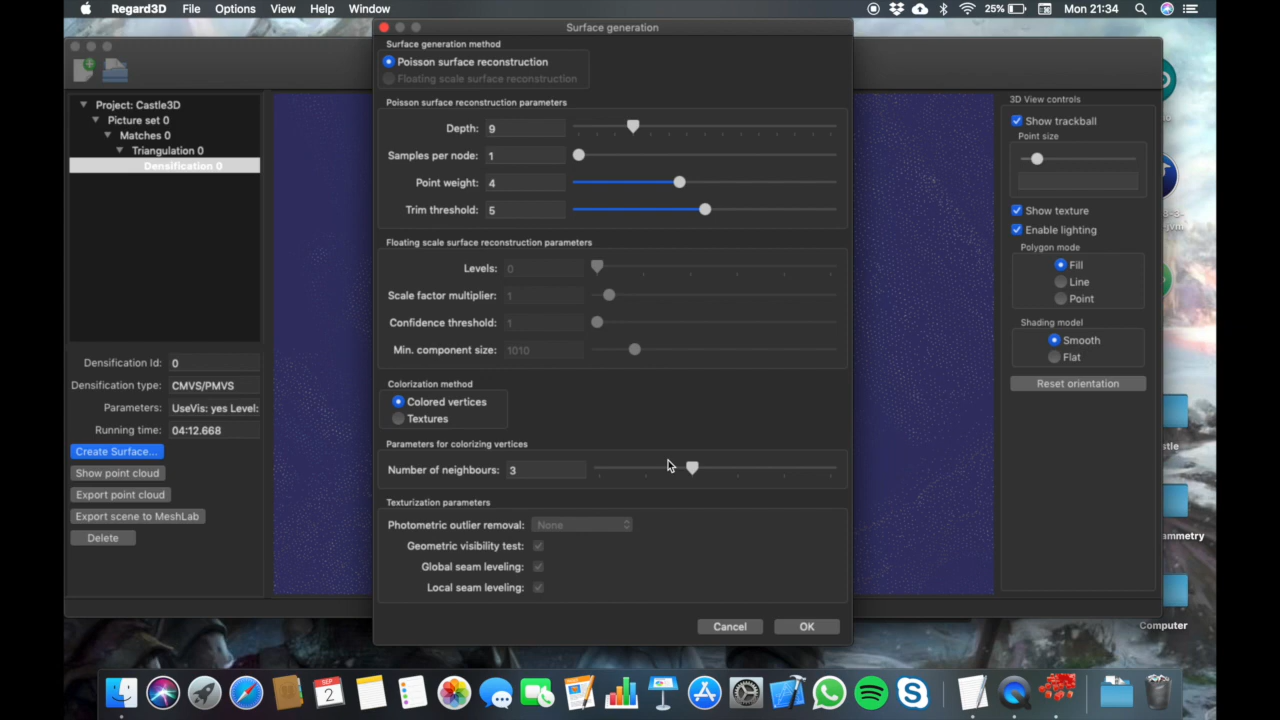 Regard3D File Options View Help Window
25% Mon 21:34
Surface generation
Surface generation method
Poisson surface reconstruction
Floating scale surface reconstruction
Poisson surface reconstruction parameters
Depth: 9
Samples per node: 1
Point weight: 4
Trim threshold: 5
Floating scale surface reconstruction parameters
Levels: 0
Scale factor multiplier: 1
Confidence threshold: 1
Min. component size: 1010
Colorization method
Colored vertices
Textures
Parameters for colorizing vertices
Number of neighbours: 3
Texturization parameters
Photometric outlier removal: None
Geometric visibility test:
Global seam leveling:
Local seam leveling:
Cancel OK
Project: Castle3D
Picture set 0
Matches 0
Triangulation 0
Densification 0
Densification Id: 0
Densification type: CMVS/PMVS
Parameters: UseVis: yes Level:
Running time: 04:12.668
Create Surface...
Show point cloud
Export point cloud
Export scene to MeshLab
Delete
3D View controls
Show trackball
Point size
Show texture
Enable lighting
Polygon mode
Fill
Line
Point
Shading model
Smooth
Flat
Reset orientation
Computer
SEP
2